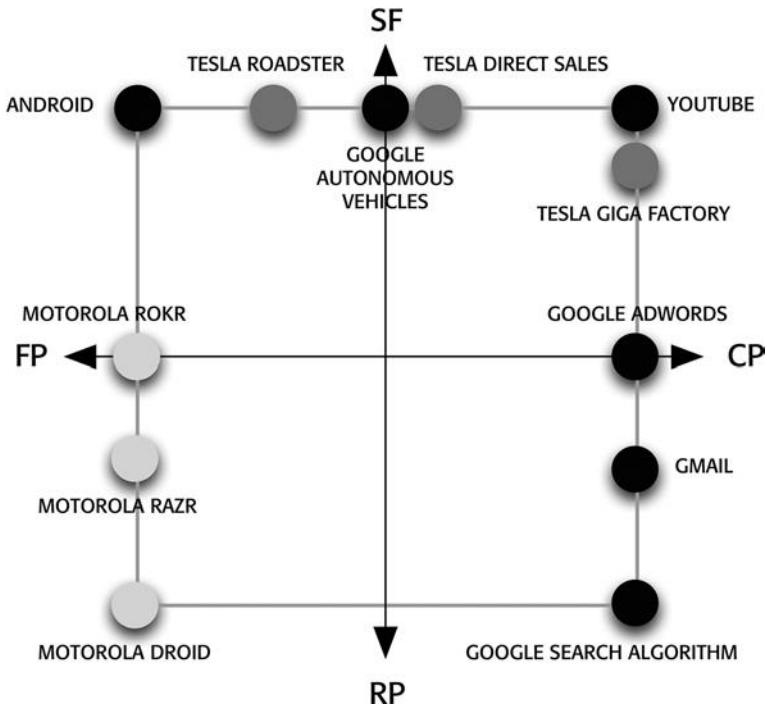 SF
TESLA ROADSTER
TESLA DIRECT SALES
ANDROID
YOUTUBE
GOOGLE
AUTONOMOUS
VEHICLES
TESLA GIGA FACTORY
MOTOROLA ROKR
GOOGLE ADWORDS
FP
CP
GMAIL
MOTOROLA RAZR
MOTOROLA DROID
GOOGLE SEARCH ALGORITHM
RP